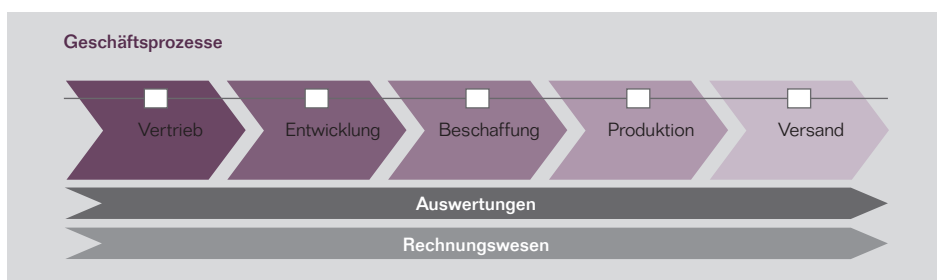 Geschäftsprozesse
Vertrieb Entwicklung Beschaffung Produktion Versand
Auswertungen
Rechnungswesen